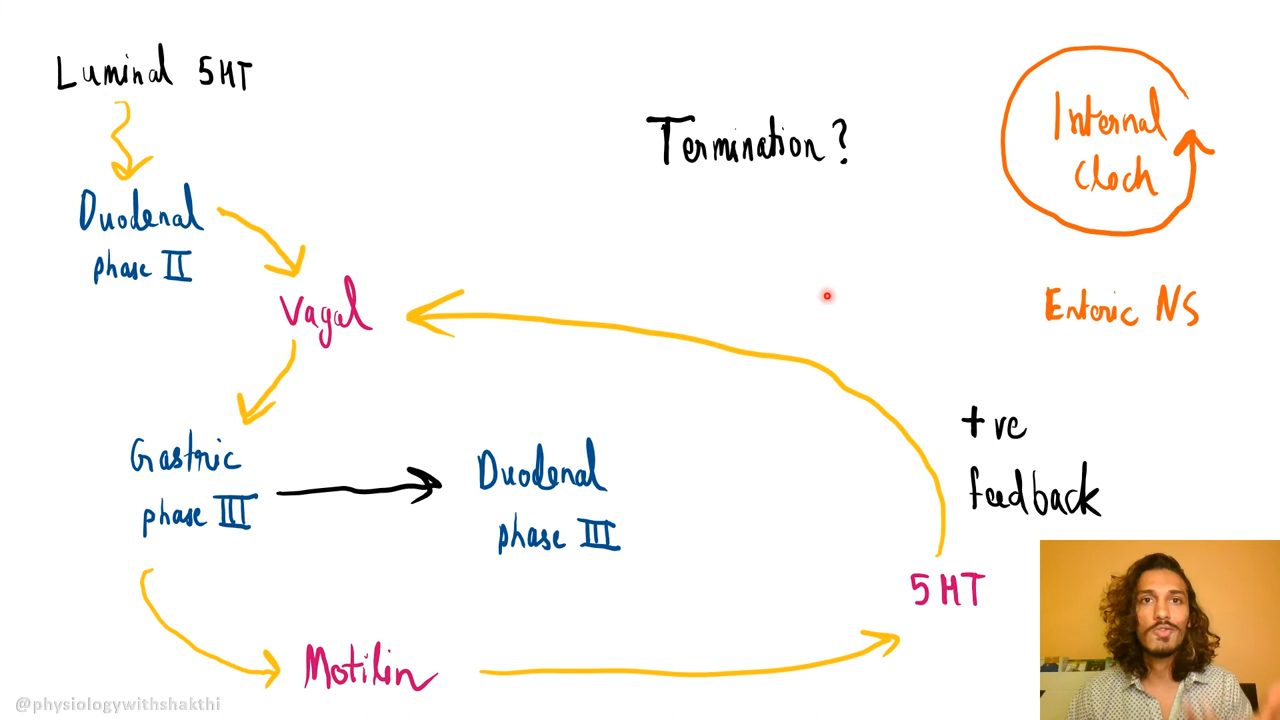 Luminal 5HT
Termination?
Internal
Clock
Duodenal
phase II
Vagal
Enteric NS
+ve
feedback
Gastric
phase III
Duodenal
phase III
5HT
Motilin
@physiologywithshakthi